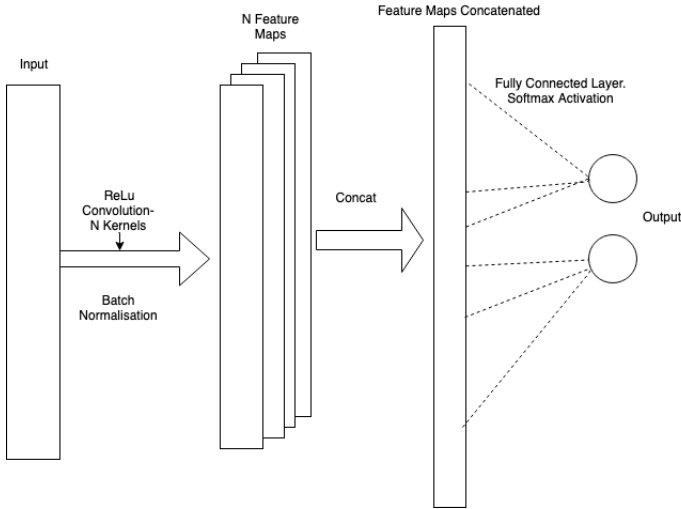 Input
ReLu
Convolution-
N Kernels
Batch
Normalisation
N Feature
Maps
Concat
Feature Maps Concatenated
Fully Connected Layer.
Softmax Activation
Output